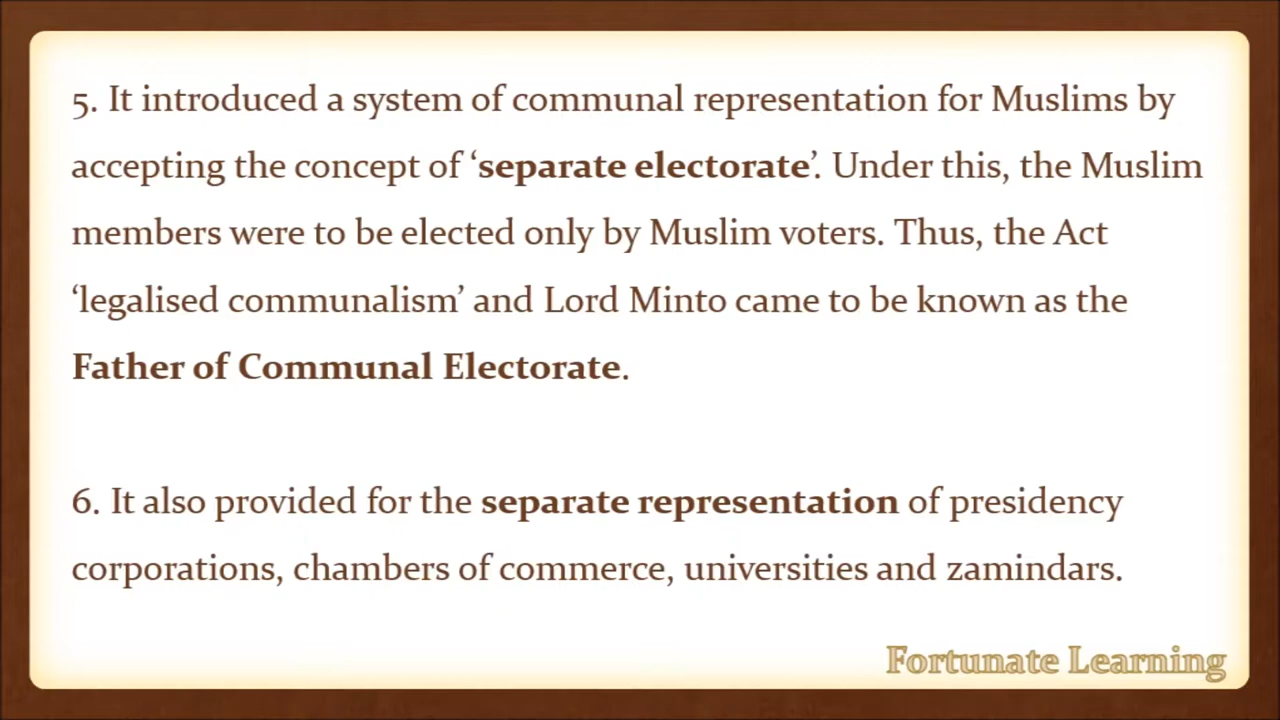 5. It introduced a system of communal representation for Muslims by
accepting the concept of ‘separate electorate’. Under this, the Muslim
members were to be elected only by Muslim voters. Thus, the Act
‘legalised communalism’ and Lord Minto came to be known as the
Father of Communal Electorate.
6. It also provided for the separate representation of presidency
corporations, chambers of commerce, universities and zamindars.
Fortunate Learning